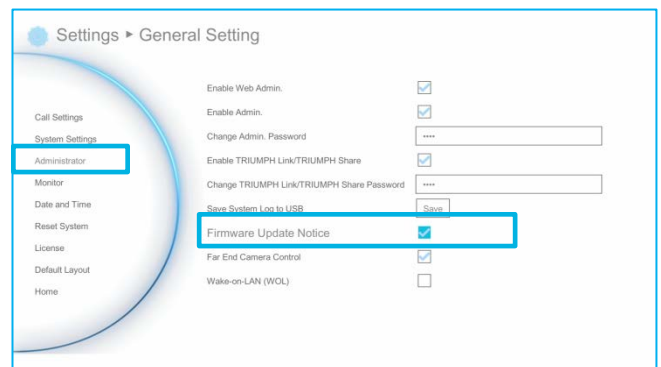 Settings ▸ General Setting
Call Settings
System Settings
Administrator
Monitor
Date and Time
Reset System
License
Default Layout
Home
Enable Web Admin.
Enable Admin.
Change Admin. Password ••••
Enable TRIUMPH Link/TRIUMPH Share
Change TRIUMPH Link/TRIUMPH Share Password ••••
Save System Log to USB Save
Firmware Update Notice
Far End Camera Control
Wake-on-LAN (WOL)